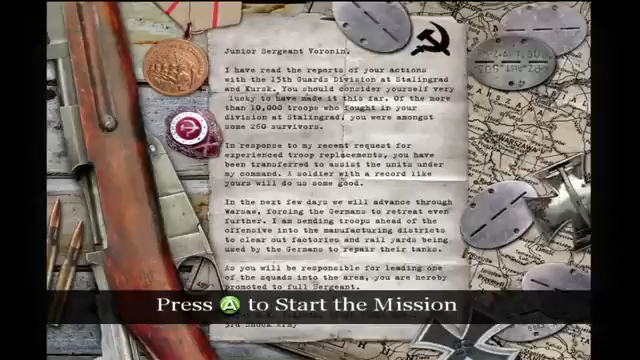 Junior Sergeant Voronin,
I have read the reports of your actions
with the 13th Guards Division at Stalingrad
and Kursk. You should consider yourself very
lucky to have made it this far. Of the more
than 10,000 troops who fought in your
division at Stalingrad, you were amongst
some 260 survivors.
In response to my recent request for
experienced troop replacements, you have
been transferred to assist the units under
my command. A soldier with a record like
yours will do us some good.
In the next few days we will advance through
Warsaw, forcing the Germans to retreat even
further. I am sending troops ahead of the
offensive into the manufacturing districts
to clear out factories and rail yards being
used by the Germans to repair their tanks.
As you will be responsible for leading one
of the squads into the area, you are hereby
promoted to full Sergeant.
Press A to Start the Mission
3rd Shock Army
WARSZAWA